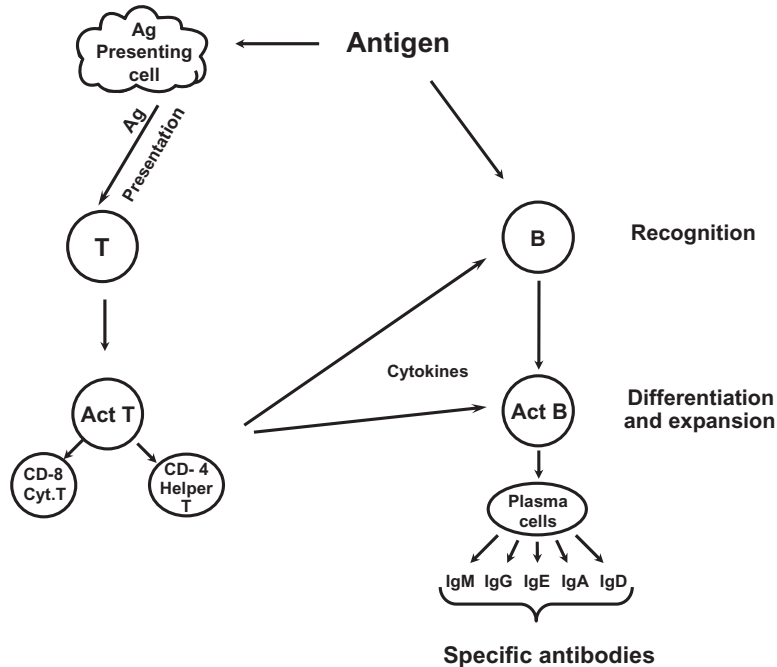 Ag
Presenting
cell
Antigen
Ag
Presentation
T
B
Recognition
Cytokines
Act T
Act B
Differentiation
and expansion
CD-8
Cyt.T
CD- 4
Helper
T
Plasma
cells
IgM IgG IgE IgA IgD
Specific antibodies